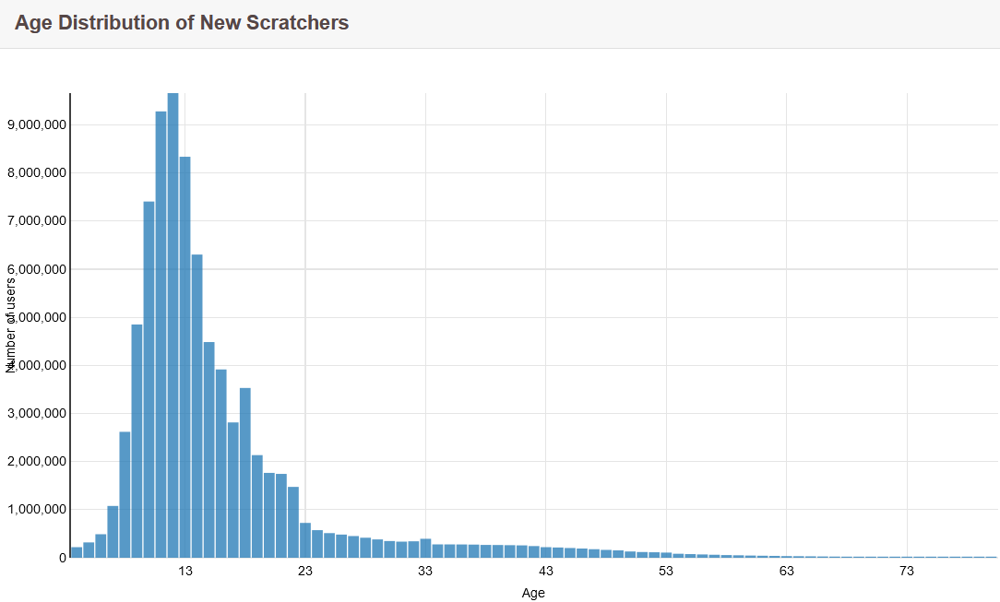 Age Distribution of New Scratchers
9,000,000
8,000,000
7,000,000
6,000,000
5,000,000
4,000,000
3,000,000
2,000,000
1,000,000
0
Number of users
13 23 33 43 53 63 73
Age